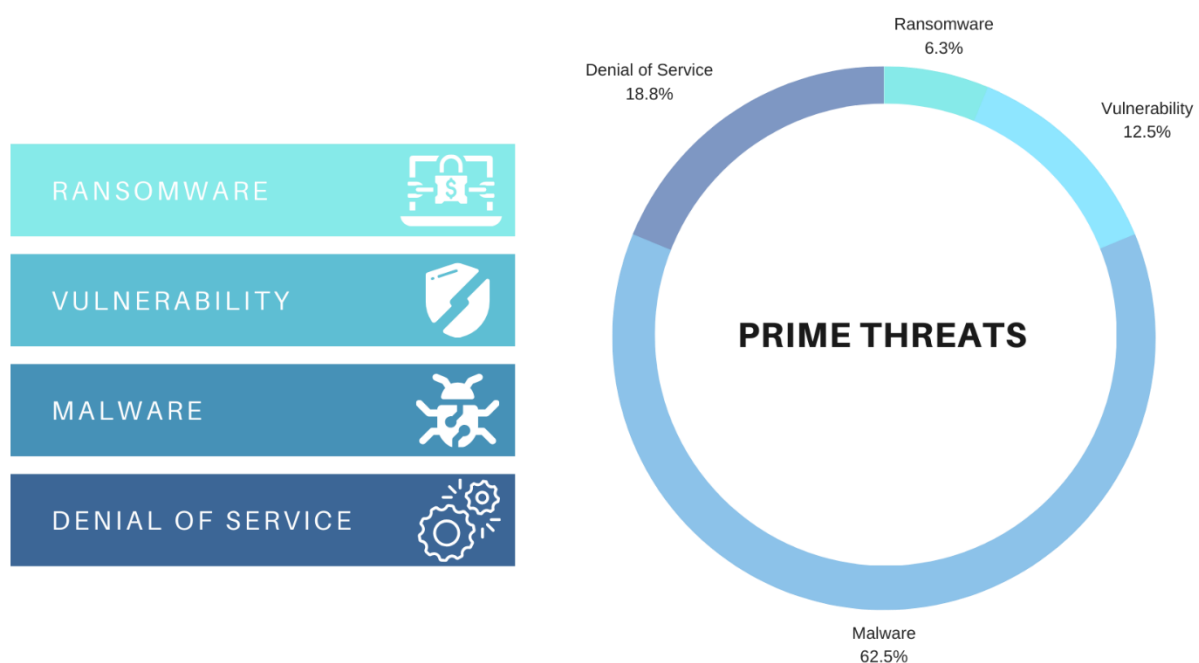 RANSOMWARE
$
VULNERABILITY
MALWARE
DENIAL OF SERVICE
Ransomware
6.3%
Denial of Service
18.8%
Vulnerability
12.5%
PRIME THREATS
Malware
62.5%